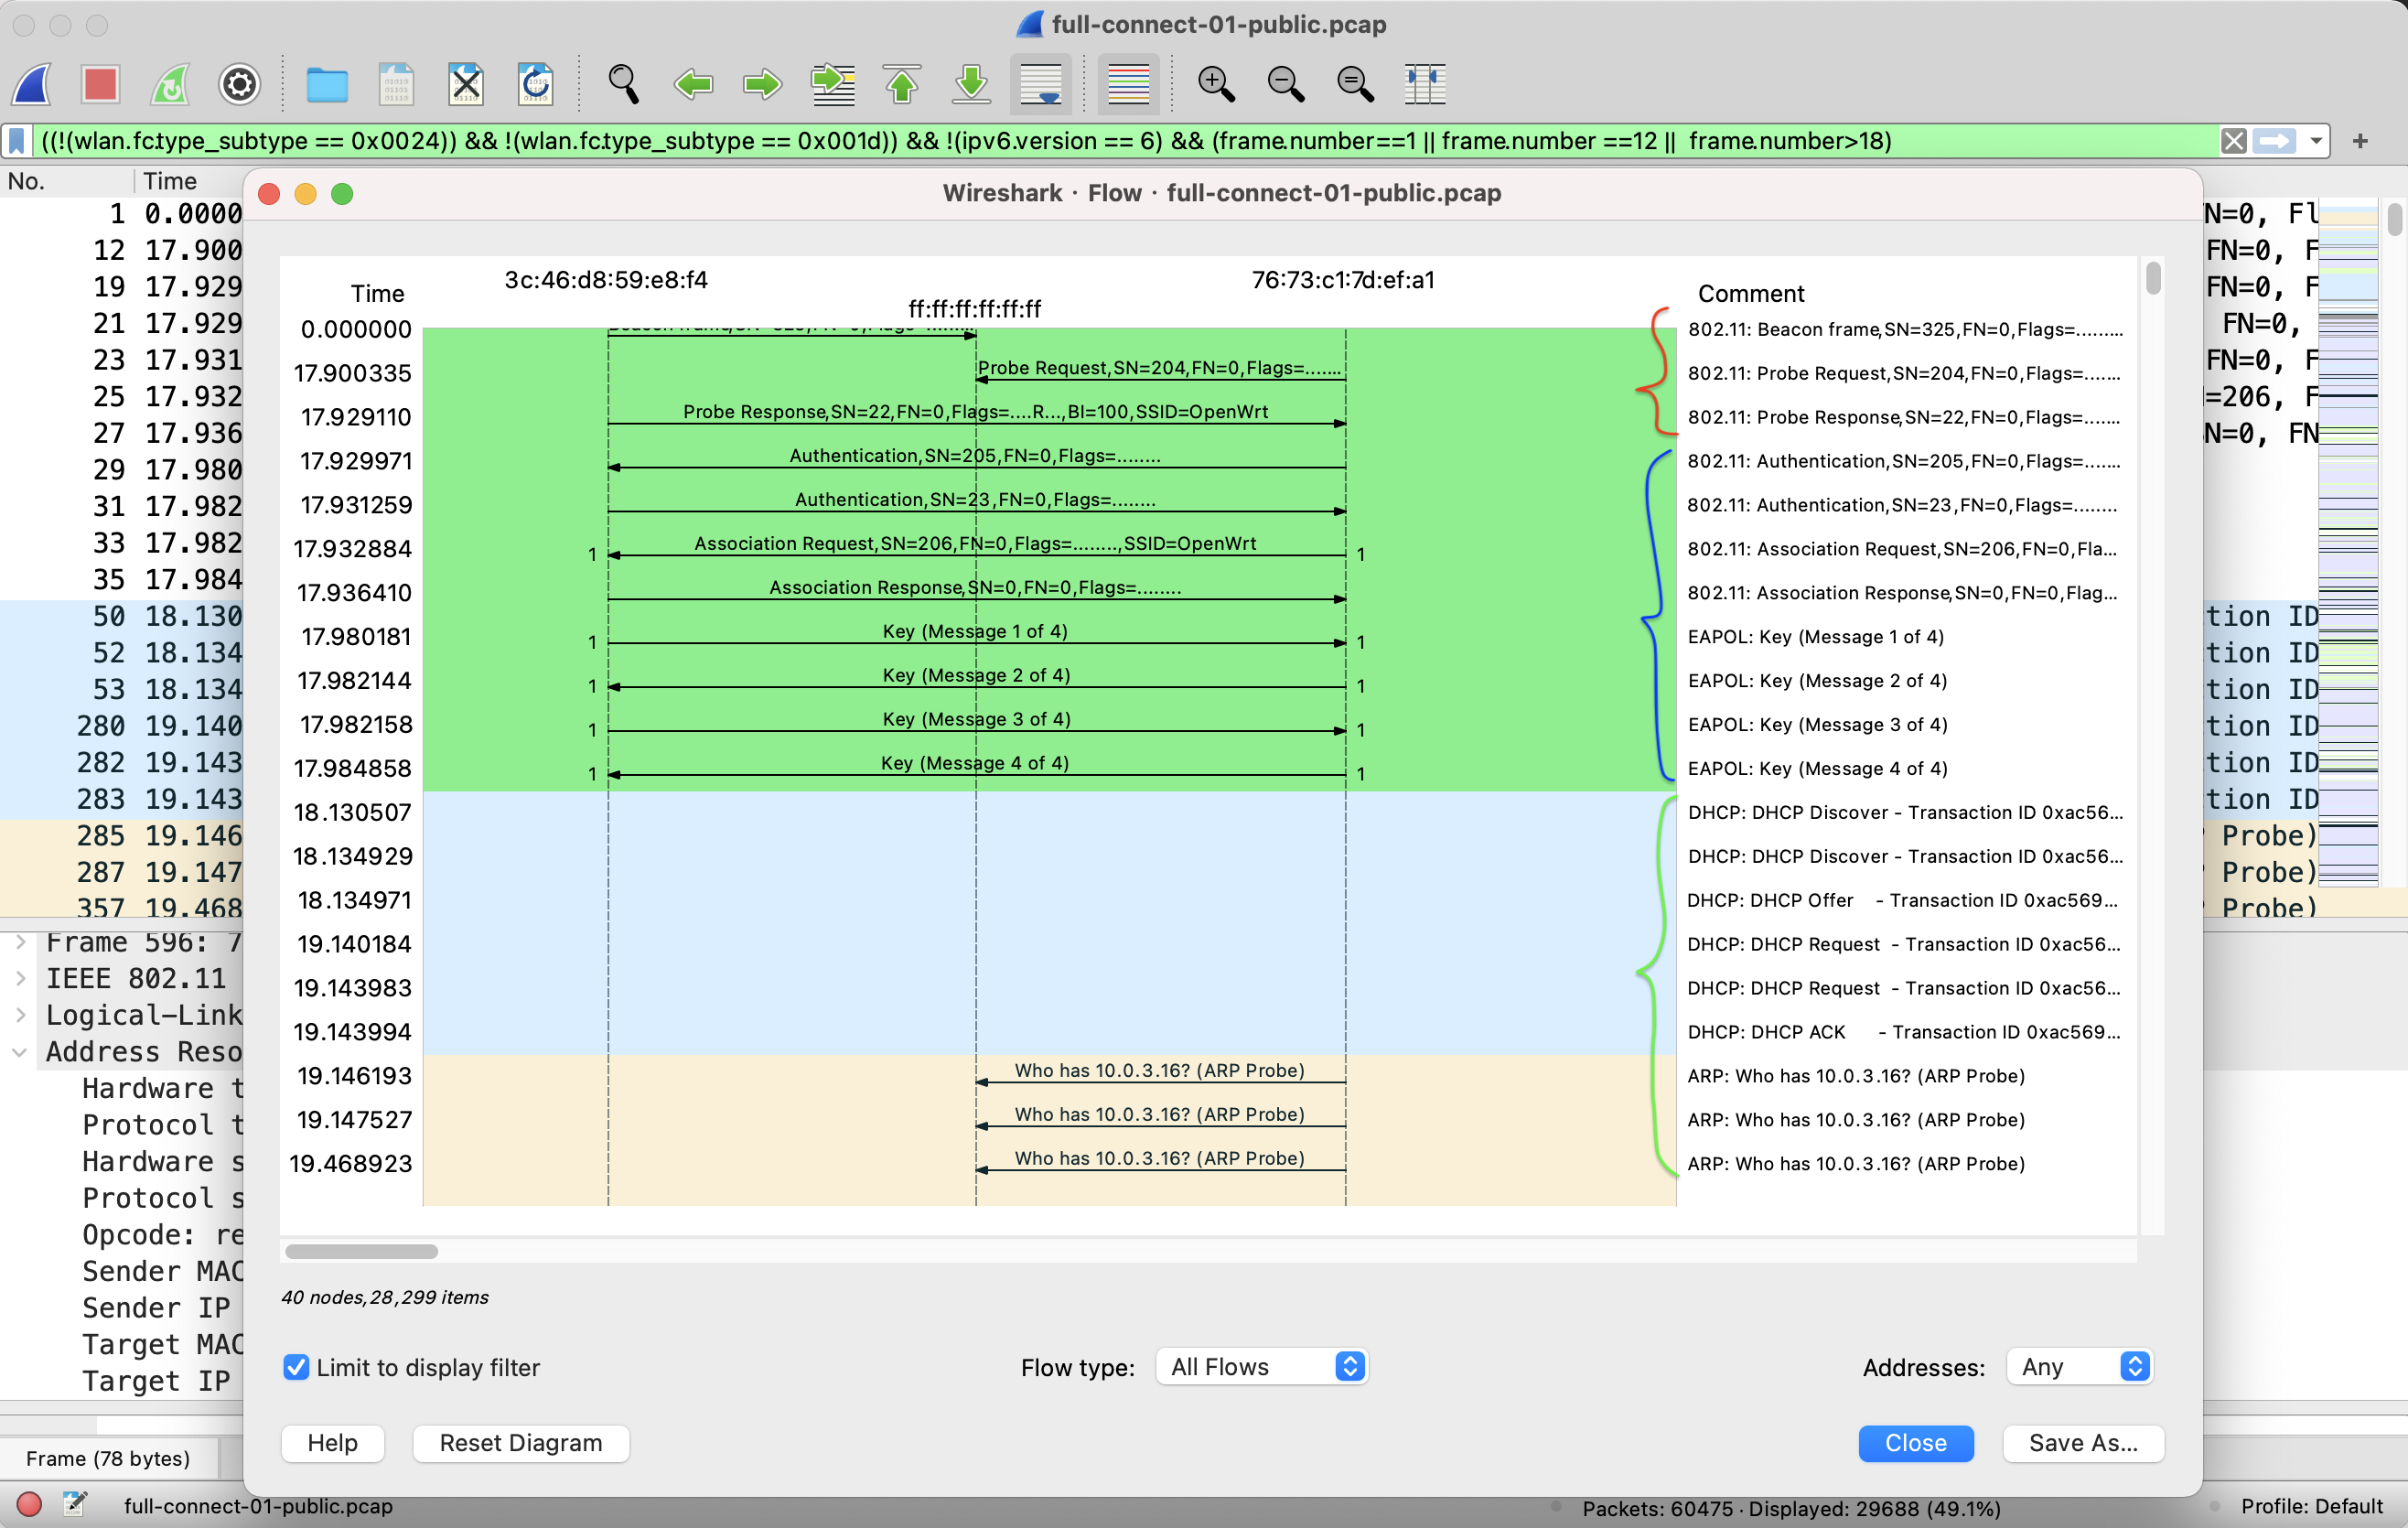 full-connect-01-public.pcap
((!(wlan.fc.type_subtype == 0x0024)) && !(wlan.fc.type_subtype == 0x001d)) && !(ipv6.version == 6) && (frame.number==1 || frame.number ==12 ||  frame.number>18)
No. Time
Wireshark · Flow · full-connect-01-public.pcap
1 0.0000
N=0, Fl
12 17.900
FN=0, F
19 17.929
FN=0, F
21 17.929
FN=0,
23 17.931
FN=0, F
25 17.932
=206, F
27 17.936
N=0, FN
29 17.980
31 17.982
33 17.982
35 17.984
50 18.130
tion ID
52 18.134
tion ID
53 18.134
tion ID
280 19.140
tion ID
282 19.143
tion ID
283 19.143
tion ID
285 19.146
Probe)
287 19.147
Probe)
357 19.468
Probe)
Frame 596: 7
IEEE 802.11
Logical-Link
Address Reso
Hardware t
Protocol t
Hardware s
Protocol s
Opcode: re
Sender MAC
Sender IP
Target MAC
Target IP
Time
3c:46:d8:59:e8:f4
ff:ff:ff:ff:ff:ff
76:73:c1:7d:ef:a1
Comment
0.000000
802.11: Beacon frame,SN=325,FN=0,Flags=........…
17.900335 Probe Request,SN=204,FN=0,Flags=....…
802.11: Probe Request,SN=204,FN=0,Flags=....…
17.929110 Probe Response,SN=22,FN=0,Flags=....R...,BI=100,SSID=OpenWrt
802.11: Probe Response,SN=22,FN=0,Flags=....…
17.929971 Authentication,SN=205,FN=0,Flags=........
802.11: Authentication,SN=205,FN=0,Flags=....…
17.931259 Authentication,SN=23,FN=0,Flags=........
802.11: Authentication,SN=23,FN=0,Flags=........
17.932884 1 Association Request,SN=206,FN=0,Flags=........,SSID=OpenWrt 1
802.11: Association Request,SN=206,FN=0,Fla…
17.936410 Association Response,SN=0,FN=0,Flags=........
802.11: Association Response,SN=0,FN=0,Flag…
17.980181 1 Key (Message 1 of 4) 1
EAPOL: Key (Message 1 of 4)
17.982144 1 Key (Message 2 of 4) 1
EAPOL: Key (Message 2 of 4)
17.982158 1 Key (Message 3 of 4) 1
EAPOL: Key (Message 3 of 4)
17.984858 1 Key (Message 4 of 4) 1
EAPOL: Key (Message 4 of 4)
18.130507
DHCP: DHCP Discover - Transaction ID 0xac56…
18.134929
DHCP: DHCP Discover - Transaction ID 0xac56…
18.134971
DHCP: DHCP Offer    - Transaction ID 0xac569…
19.140184
DHCP: DHCP Request  - Transaction ID 0xac56…
19.143983
DHCP: DHCP Request  - Transaction ID 0xac56…
19.143994
DHCP: DHCP ACK      - Transaction ID 0xac569…
19.146193 Who has 10.0.3.16? (ARP Probe)
ARP: Who has 10.0.3.16? (ARP Probe)
19.147527 Who has 10.0.3.16? (ARP Probe)
ARP: Who has 10.0.3.16? (ARP Probe)
19.468923 Who has 10.0.3.16? (ARP Probe)
ARP: Who has 10.0.3.16? (ARP Probe)
40 nodes,28,299 items
Limit to display filter
Flow type: All Flows
Addresses: Any
Help
Reset Diagram
Close
Save As...
Frame (78 bytes)
full-connect-01-public.pcap
Packets: 60475 · Displayed: 29688 (49.1%)
Profile: Default